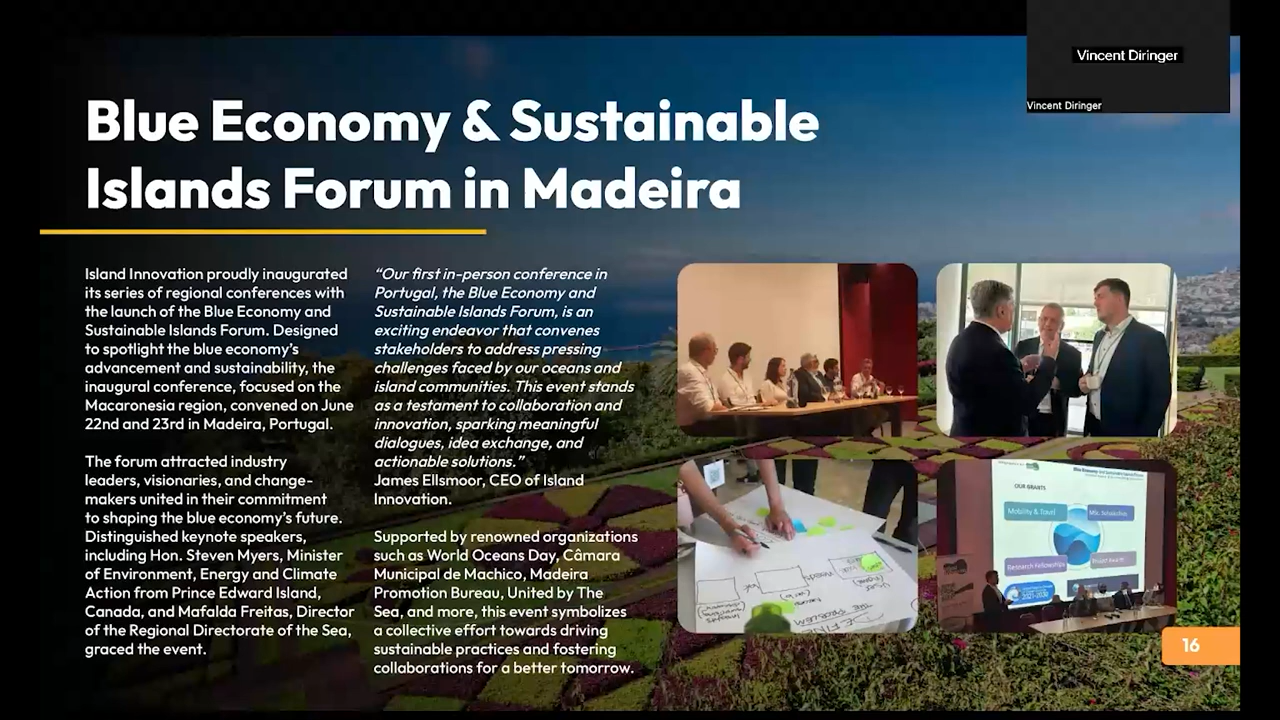 Vincent Diringer
Vincent Diringer
Blue Economy & Sustainable
Islands Forum in Madeira
Island Innovation proudly inaugurated
its series of regional conferences with
the launch of the Blue Economy and
Sustainable Islands Forum. Designed
to spotlight the blue economy's
advancement and sustainability, the
inaugural conference, focused on the
Macaronesia region, convened on June
22nd and 23rd in Madeira, Portugal.
The forum attracted industry
leaders, visionaries, and change-
makers united in their commitment
to shaping the blue economy's future.
Distinguished keynote speakers,
including Hon. Steven Myers, Minister
of Environment, Energy and Climate
Action from Prince Edward Island,
Canada, and Mafalda Freitas, Director
of the Regional Directorate of the Sea,
graced the event.
“Our first in-person conference in
Portugal, the Blue Economy and
Sustainable Islands Forum, is an
exciting endeavor that convenes
stakeholders to address pressing
challenges faced by our oceans and
island communities. This event stands
as a testament to collaboration and
innovation, sparking meaningful
dialogues, idea exchange, and
actionable solutions.”
James Ellsmoor, CEO of Island
Innovation.
Supported by renowned organizations
such as World Oceans Day, Câmara
Municipal de Machico, Madeira
Promotion Bureau, United by The
Sea, and more, this event symbolizes
a collective effort towards driving
sustainable practices and fostering
collaborations for a better tomorrow.
OUR GRANTS
Mobility & Travel
MSc. Scholarships
Research Fellowships
2021-2030
16